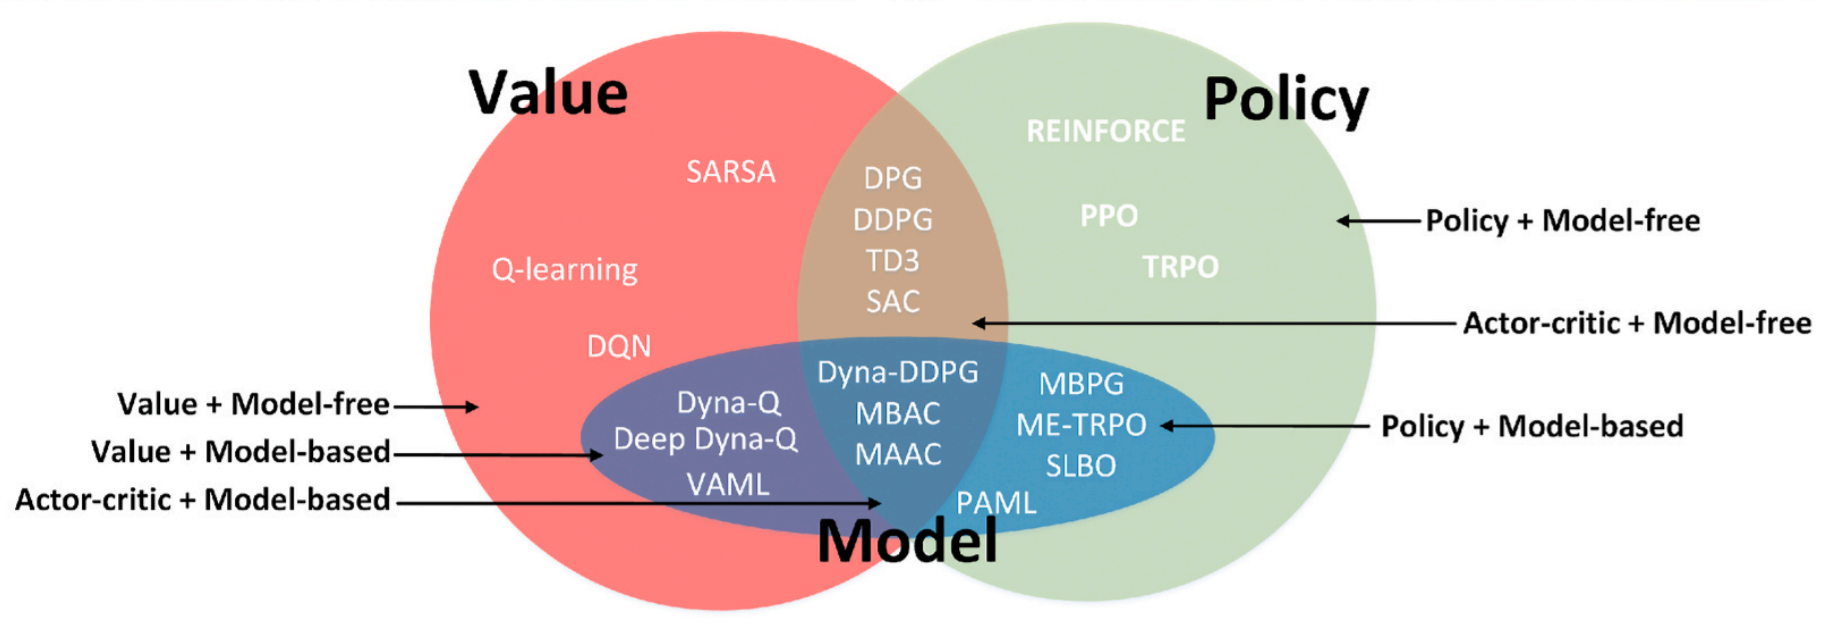 Value
Policy
REINFORCE
SARSA
DPG
DDPG
TD3
SAC
PPO
TRPO
Policy + Model-free
Q-learning
DQN
Actor-critic + Model-free
Value + Model-free
Value + Model-based
Actor-critic + Model-based
Dyna-Q
Deep Dyna-Q
VAML
Dyna-DDPG
MBAC
MAAC
MBPG
ME-TRPO
SLBO
PAML
Policy + Model-based
Model